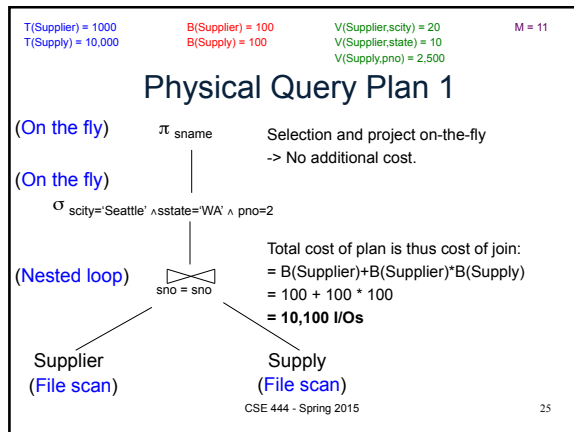 T(Supplier) = 1000
T(Supply) = 10,000
B(Supplier) = 100
B(Supply) = 100
V(Supplier,scity) = 20
V(Supplier,state) = 10
V(Supply,pno) = 2,500
M = 11
Physical Query Plan 1
(On the fly)
π sname
Selection and project on-the-fly
-> No additional cost.
(On the fly)
σ scity=‘Seattle’ ∧sstate=‘WA’ ∧ pno=2
Total cost of plan is thus cost of join:
= B(Supplier)+B(Supplier)*B(Supply)
= 100 + 100 * 100
= 10,100 I/Os
(Nested loop)
sno = sno
Supplier
(File scan)
Supply
(File scan)
CSE 444 - Spring 2015
25